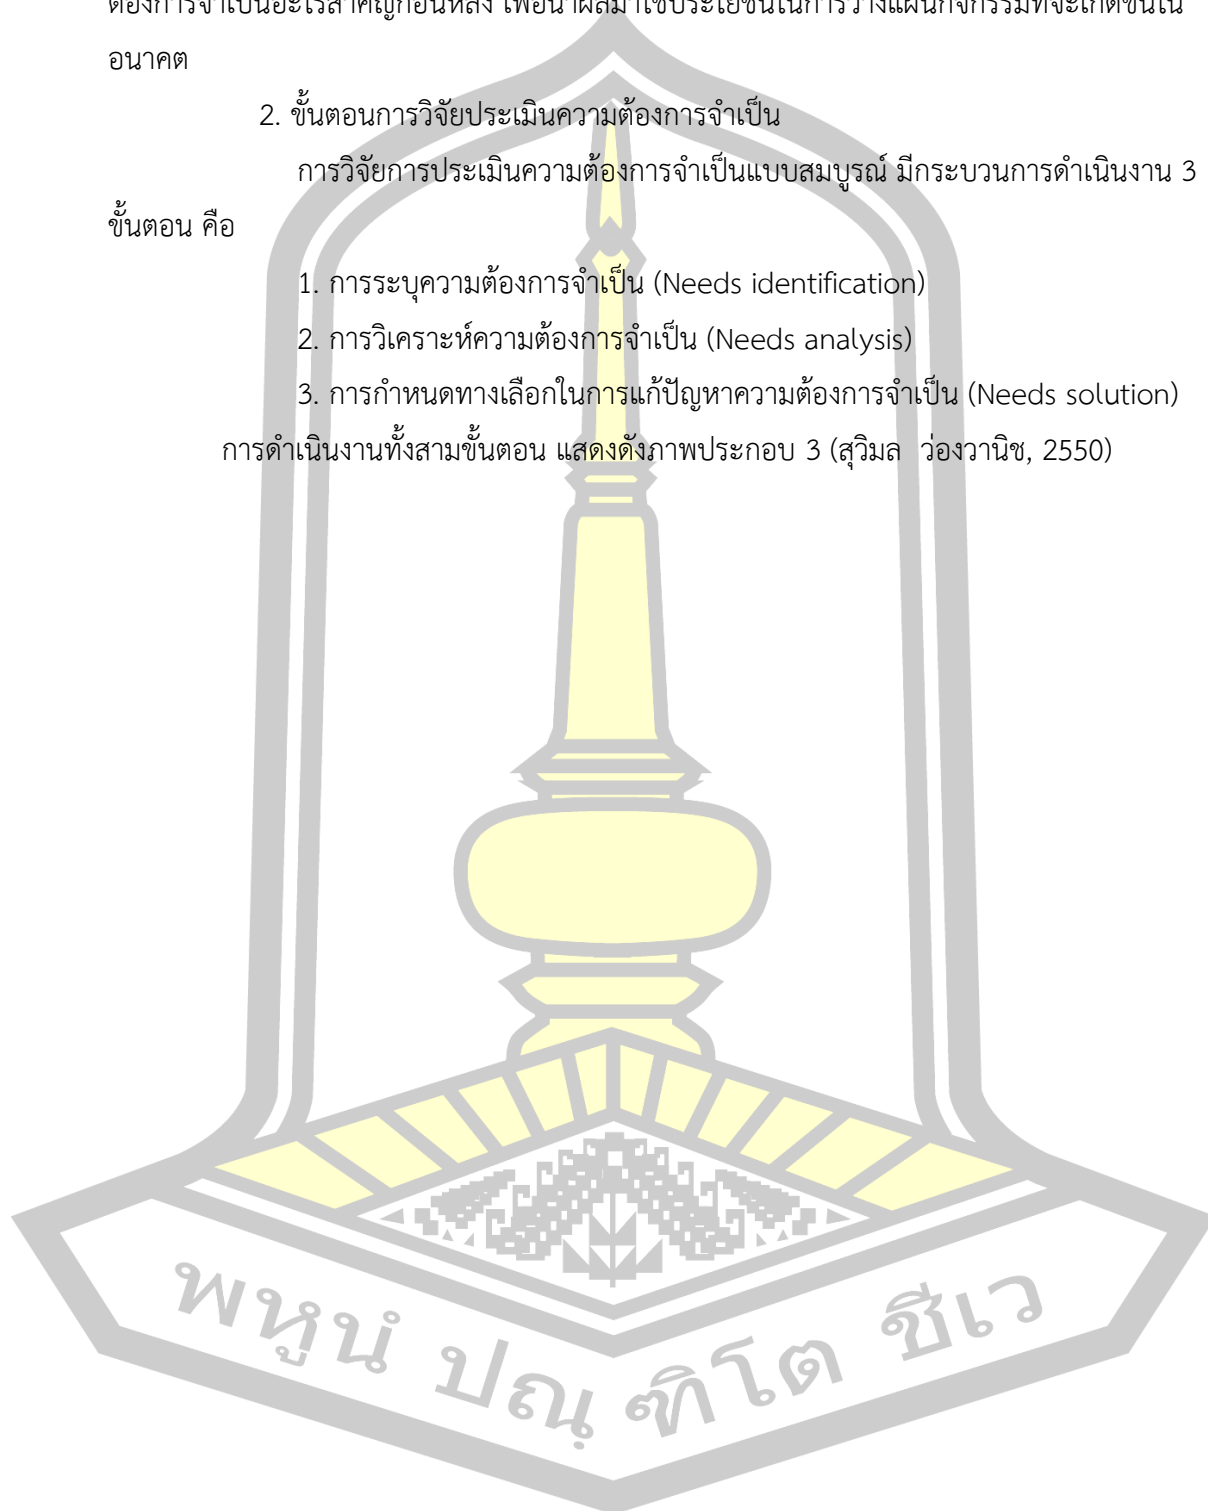 ต้องการจำเป็นอะไรสำคัญก่อนหลัง เพื่อนำผลมาใช้ประโยชน์ในการวางแผนกิจกรรมที่จะเกิดขึ้นใน
อนาคต
2. ขั้นตอนการวิจัยประเมินความต้องการจำเป็น
การวิจัยการประเมินความต้องการจำเป็นแบบสมบูรณ์ มีกระบวนการดำเนินงาน 3
ขั้นตอน คือ
1. การระบุความต้องการจำเป็น (Needs identification)
2. การวิเคราะห์ความต้องการจำเป็น (Needs analysis)
3. การกำหนดทางเลือกในการแก้ปัญหาความต้องการจำเป็น (Needs solution)
การดำเนินงานทั้งสามขั้นตอน แสดงดังภาพประกอบ 3 (สุวิมล ว่องวานิช, 2550)
พหูนํ ปณฺฑิโต ชีเว